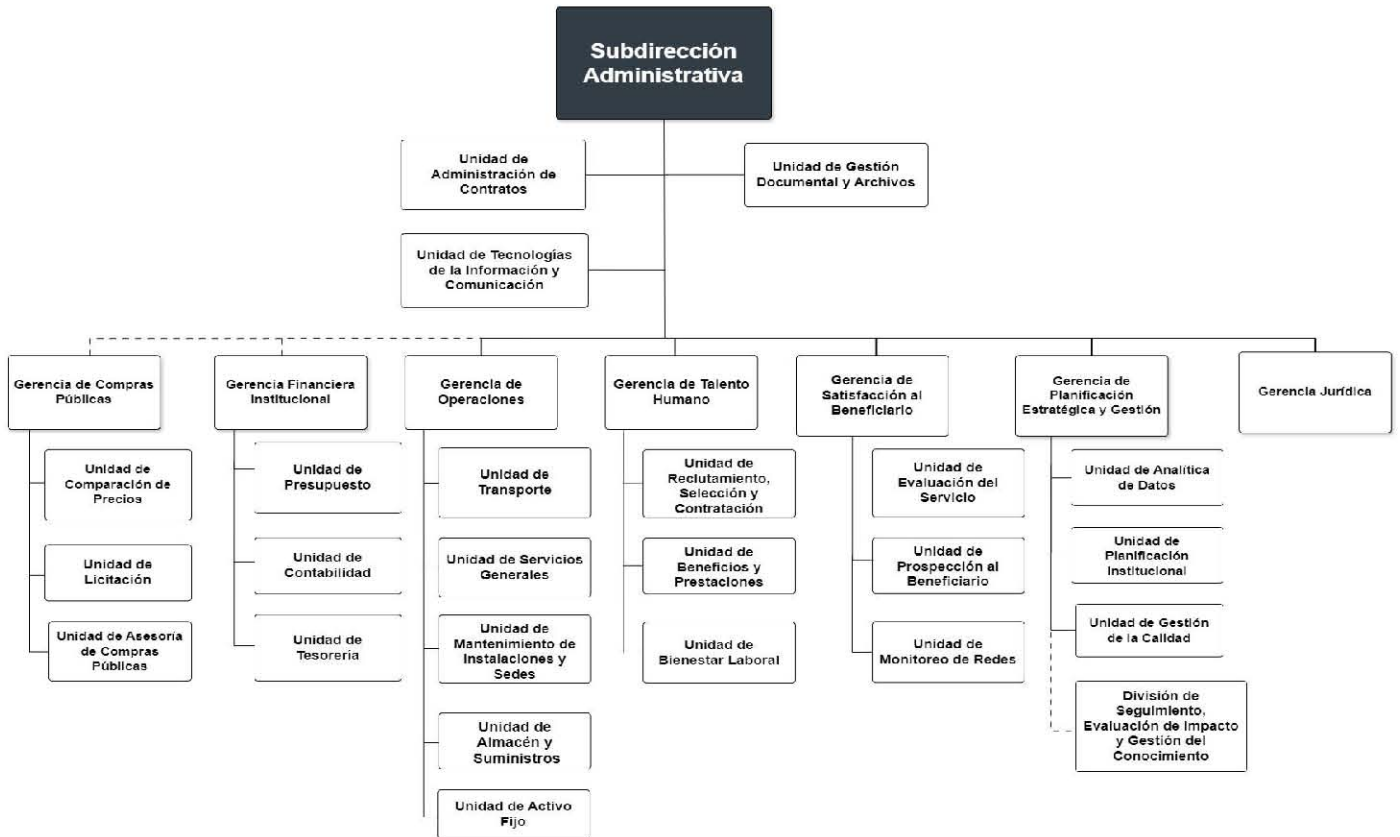 Subdirección
Administrativa
Unidad de
Administración de
Contratos
Unidad de Gestión
Documental y Archivos
Unidad de Tecnologías
de la Información y
Comunicación
Gerencia de Compras
Públicas
Gerencia Financiera
Institucional
Gerencia de
Operaciones
Gerencia de Talento
Humano
Gerencia de
Satisfacción al
Beneficiario
Gerencia de
Planificación
Estratégica y Gestión
Gerencia Jurídica
Unidad de
Comparación de
Precios
Unidad de
Licitación
Unidad de Asesoría
de Compras
Públicas
Unidad de
Presupuesto
Unidad de
Contabilidad
Unidad de
Tesorería
Unidad de
Transporte
Unidad de Servicios
Generales
Unidad de
Mantenimiento de
Instalaciones y
Sedes
Unidad de
Almacén y
Suministros
Unidad de Activo
Fijo
Unidad de
Reclutamiento,
Selección y
Contratación
Unidad de
Beneficios y
Prestaciones
Unidad de
Bienestar Laboral
Unidad de
Evaluación del
Servicio
Unidad de
Prospección al
Beneficiario
Unidad de
Monitoreo de Redes
Unidad de Analítica
de Datos
Unidad de
Planificación
Institucional
Unidad de Gestión
de la Calidad
División de
Seguimiento,
Evaluación de Impacto
y Gestión del
Conocimiento